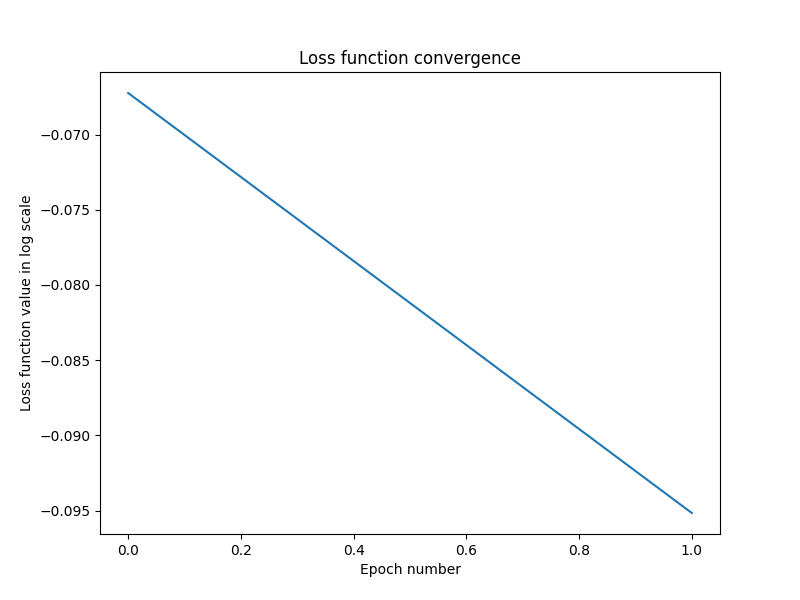 Loss function convergence
−0.070
−0.075
−0.080
−0.085
−0.090
−0.095
Loss function value in log scale
0.0 0.2 0.4 0.6 0.8 1.0
Epoch number